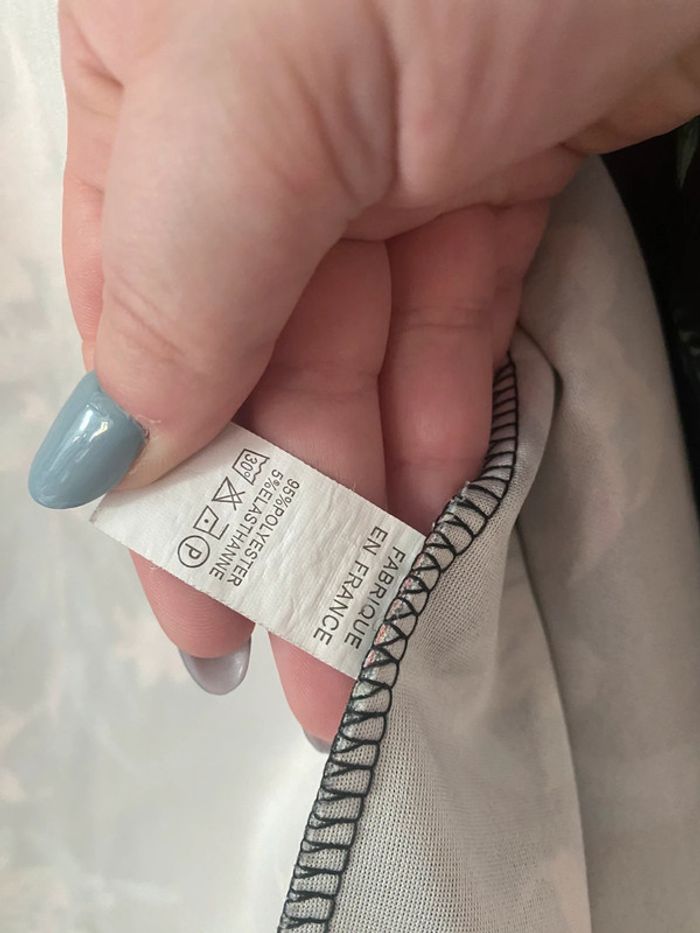 FABRIQUE
EN FRANCE
95%POLYESTER
5%ELASTHANNE
30°
P